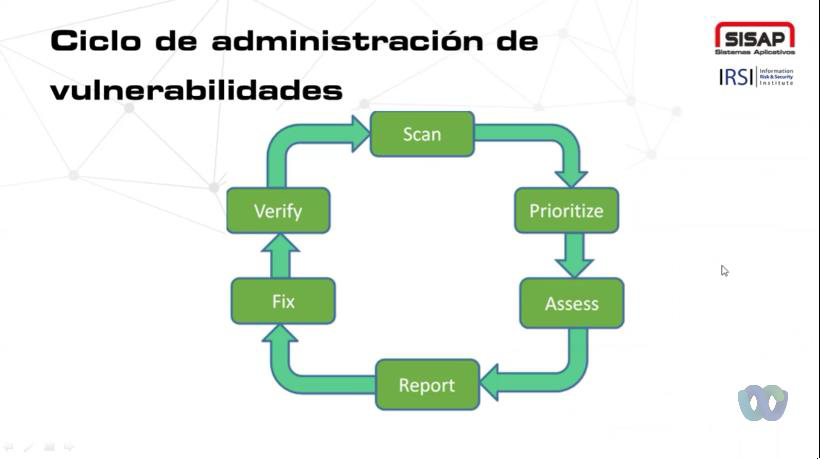 Ciclo de administración de
vulnerabilidades
SISAP
Sistemas Aplicativos
IRSI
Information
Risk & Security
Institute
Scan
Prioritize
Assess
Report
Fix
Verify